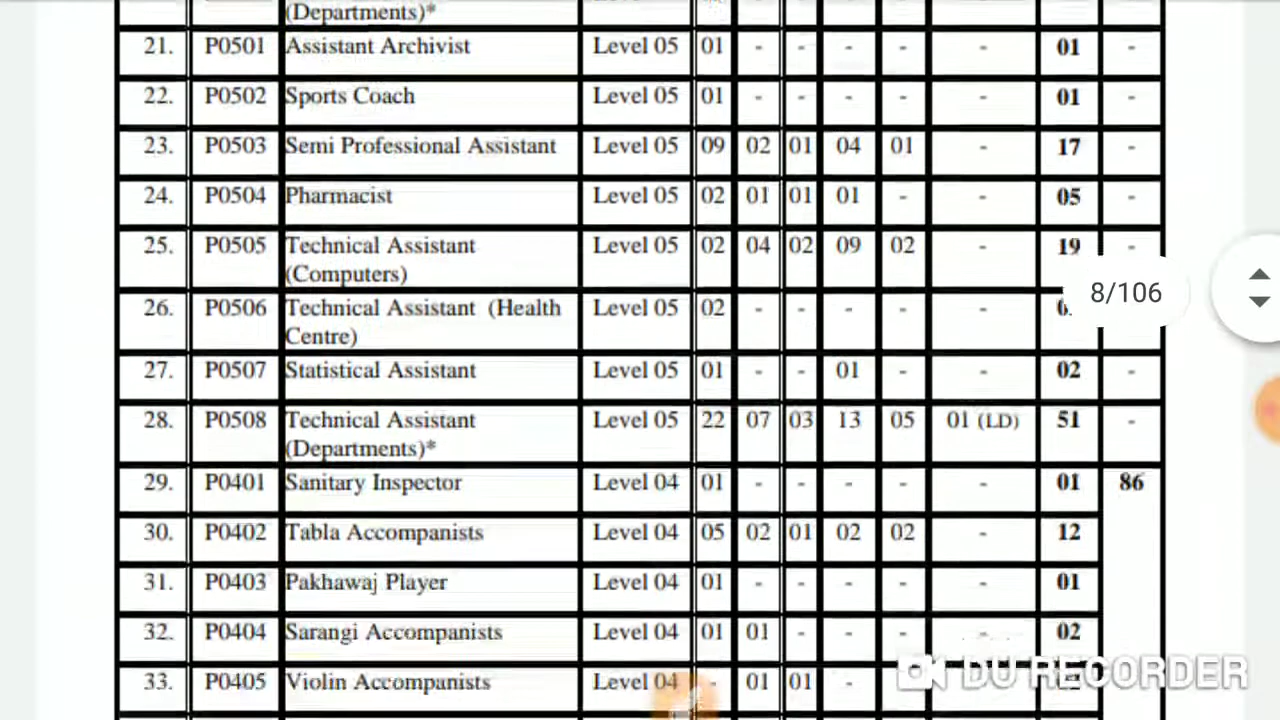 (Departments)*
21. P0501 Assistant Archivist Level 05 01 - - - - - 01 -
22. P0502 Sports Coach Level 05 01 - - - - - 01 -
23. P0503 Semi Professional Assistant Level 05 09 02 01 04 01 - 17 -
24. P0504 Pharmacist Level 05 02 01 01 01 - - 05 -
25. P0505 Technical Assistant Level 05 02 04 02 09 02 - 19 -
(Computers)
8/106
26. P0506 Technical Assistant (Health Level 05 02 - - - - -
Centre)
27. P0507 Statistical Assistant Level 05 01 - - 01 - - 02 -
28. P0508 Technical Assistant Level 05 22 07 03 13 05 01 (LD) 51 -
(Departments)*
29. P0401 Sanitary Inspector Level 04 01 - - - - - 01 86
30. P0402 Tabla Accompanists Level 04 05 02 01 02 02 - 12
31. P0403 Pakhawaj Player Level 04 01 - - - - - 01
32. P0404 Sarangi Accompanists Level 04 01 01 - - - - 02
33. P0405 Violin Accompanists Level 04 - 01 01 -
DU RECORDER